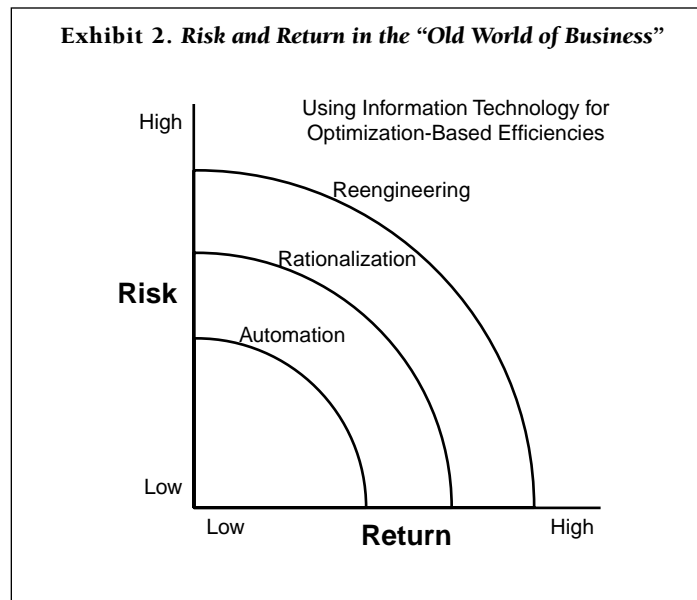 Exhibit 2. Risk and Return in the “Old World of Business”
Using Information Technology for
Optimization-Based Efficiencies
High
Reengineering
Rationalization
Risk
Automation
Low
Low
Return
High